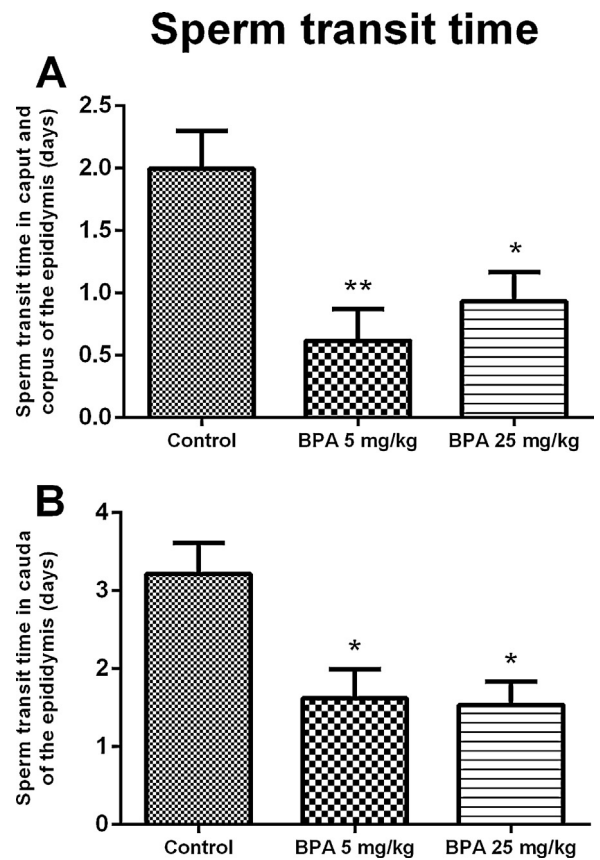 Sperm transit time
A
Sperm transit time in caput and
corpus of the epididymis (days)
2.5
2.0
1.5
1.0
0.5
0.0
**
*
Control
BPA 5 mg/kg
BPA 25 mg/kg
B
Sperm transit time in cauda
of the epididymis (days)
4
3
2
1
0
*
*
Control
BPA 5 mg/kg
BPA 25 mg/kg